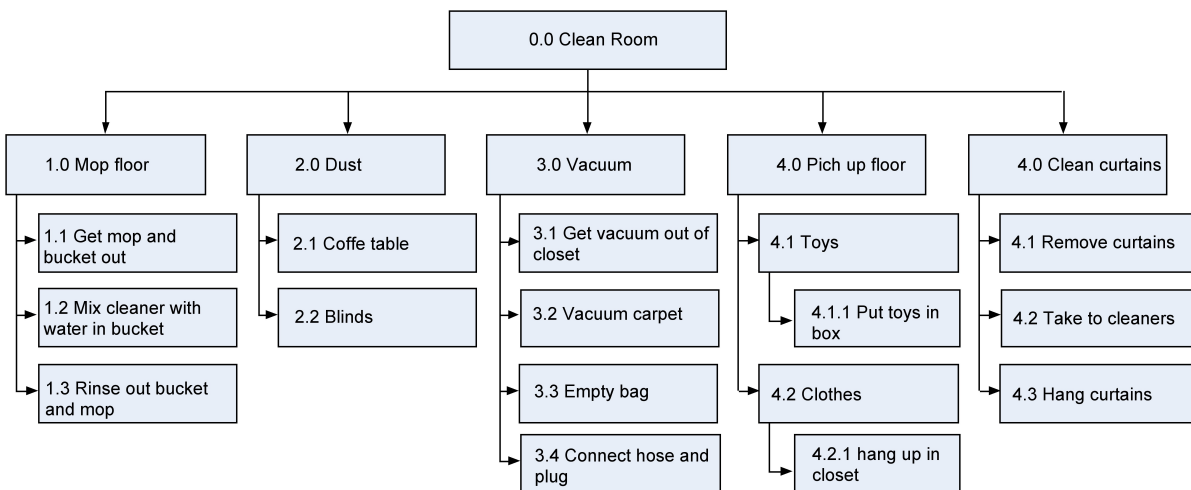 0.0 Clean Room
1.0 Mop floor
1.1 Get mop and
bucket out
1.2 Mix cleaner with
water in bucket
1.3 Rinse out bucket
and mop
2.0 Dust
2.1 Coffe table
2.2 Blinds
3.0 Vacuum
3.1 Get vacuum out of
closet
3.2 Vacuum carpet
3.3 Empty bag
3.4 Connect hose and
plug
4.0 Pich up floor
4.1 Toys
4.1.1 Put toys in
box
4.2 Clothes
4.2.1 hang up in
closet
4.0 Clean curtains
4.1 Remove curtains
4.2 Take to cleaners
4.3 Hang curtains